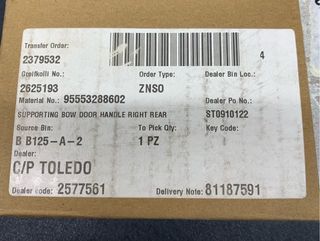 Transfer Order:
2379532 4
Greifkolli No.: Order Type: Dealer Bin Loc.:
2625193 ZNSO
Material No.: 95553288602 Dealer Po No.:
SUPPORTING BOW DOOR HANDLE RIGHT REAR ST0910122
Source Bin: To Pick Qty: Key Code:
B B125-A-2 1 PZ
Dealer:
C/P TOLEDO
Dealer code: 2577561 Delivery Note: 81187591